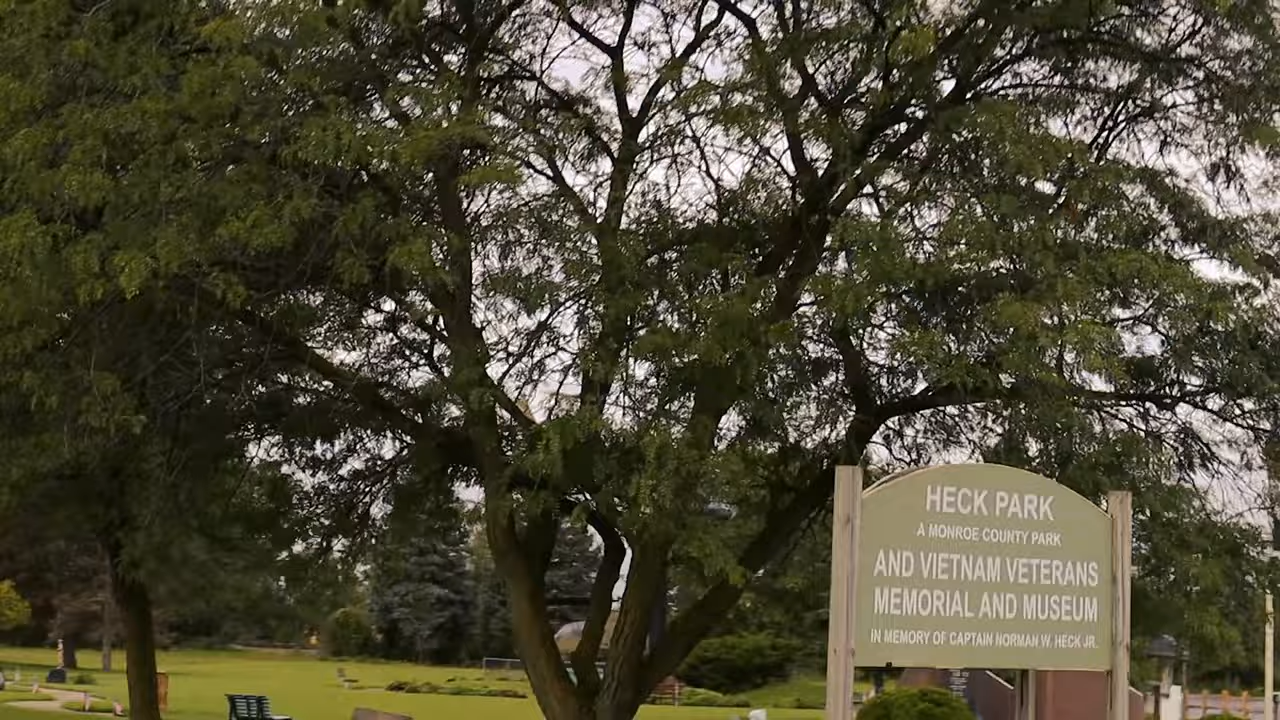 HECK PARK
A MONROE COUNTY PARK
AND VIETNAM VETERANS
MEMORIAL AND MUSEUM
IN MEMORY OF CAPTAIN NORMAN W. HECK JR.